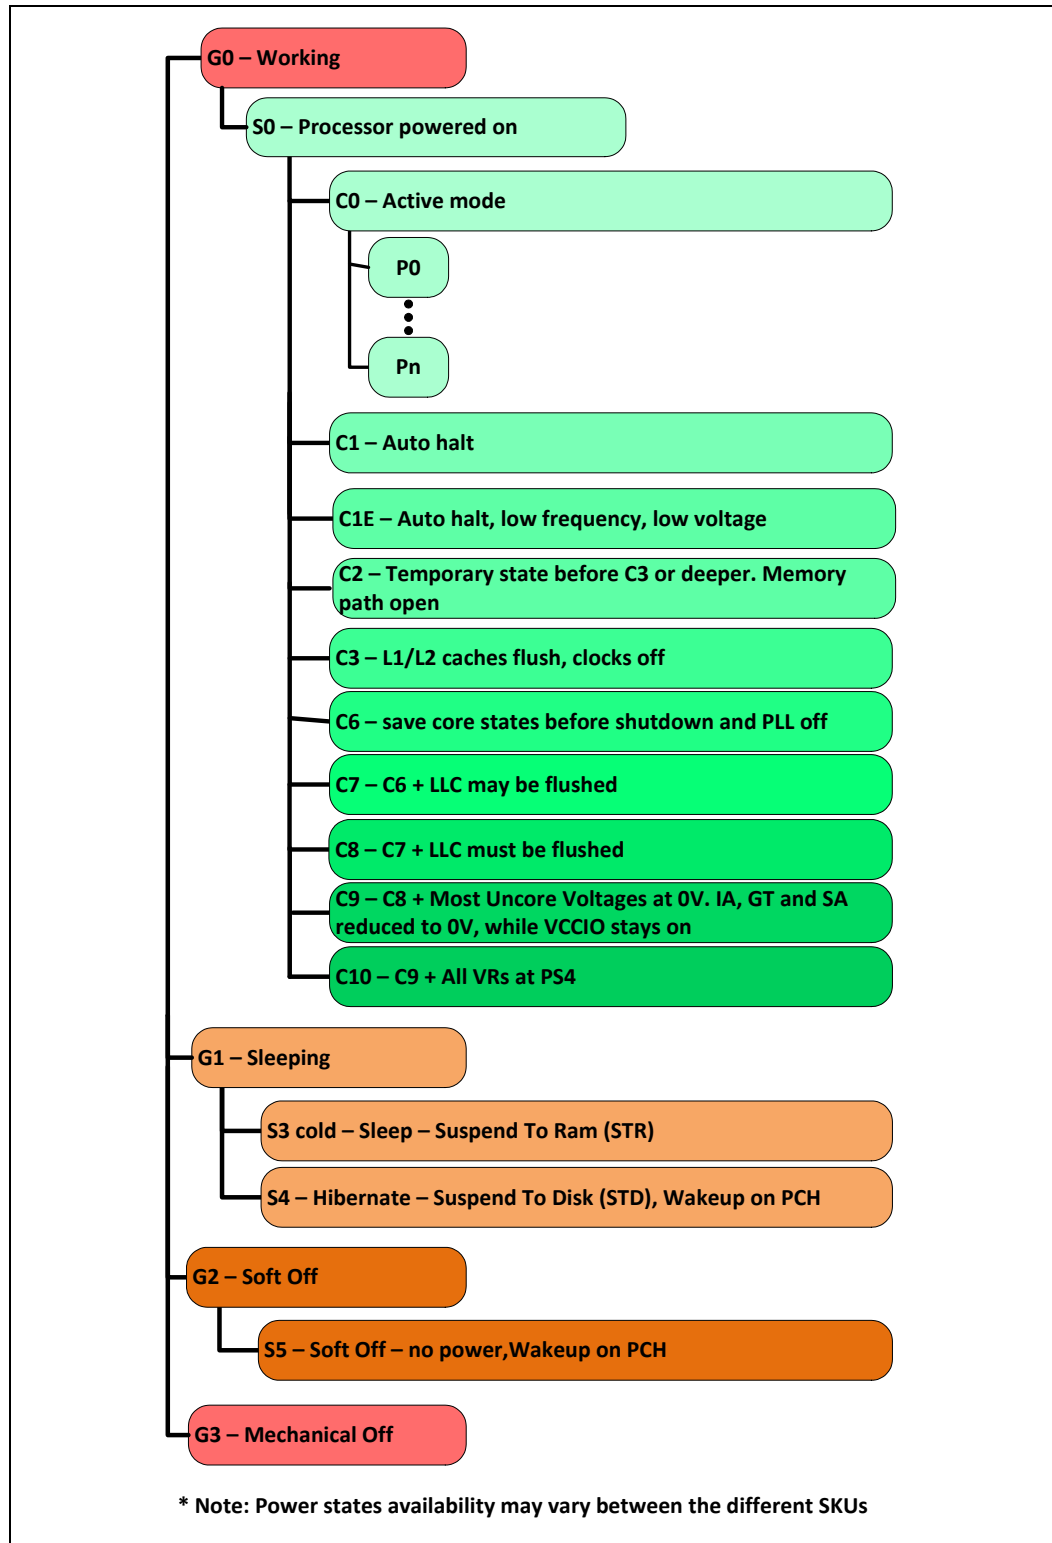 G0 – Working
S0 – Processor powered on
C0 – Active mode
P0
Pn
C1 – Auto halt
C1E – Auto halt, low frequency, low voltage
C2 – Temporary state before C3 or deeper. Memory
path open
C3 – L1/L2 caches flush, clocks off
C6 – save core states before shutdown and PLL off
C7 – C6 + LLC may be flushed
C8 – C7 + LLC must be flushed
C9 – C8 + Most Uncore Voltages at 0V. IA, GT and SA
reduced to 0V, while VCCIO stays on
C10 – C9 + All VRs at PS4
G1 – Sleeping
S3 cold – Sleep – Suspend To Ram (STR)
S4 – Hibernate – Suspend To Disk (STD), Wakeup on PCH
G2 – Soft Off
S5 – Soft Off – no power,Wakeup on PCH
G3 – Mechanical Off
* Note: Power states availability may vary between the different SKUs